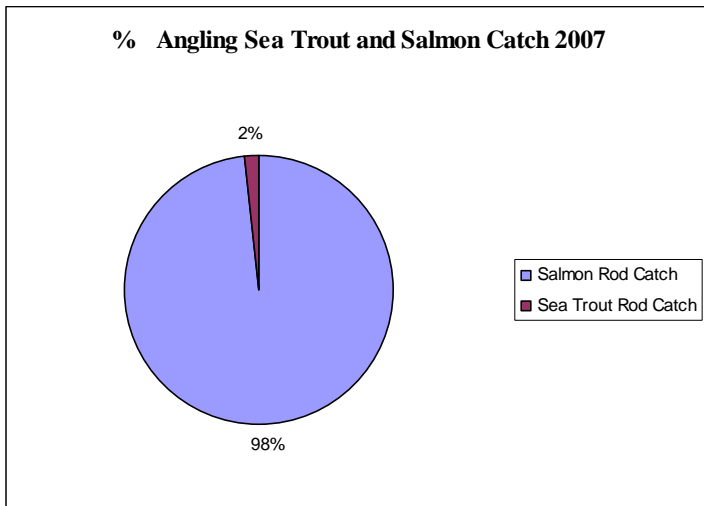 % Angling Sea Trout and Salmon Catch 2007
2%
Salmon Rod Catch
Sea Trout Rod Catch
98%